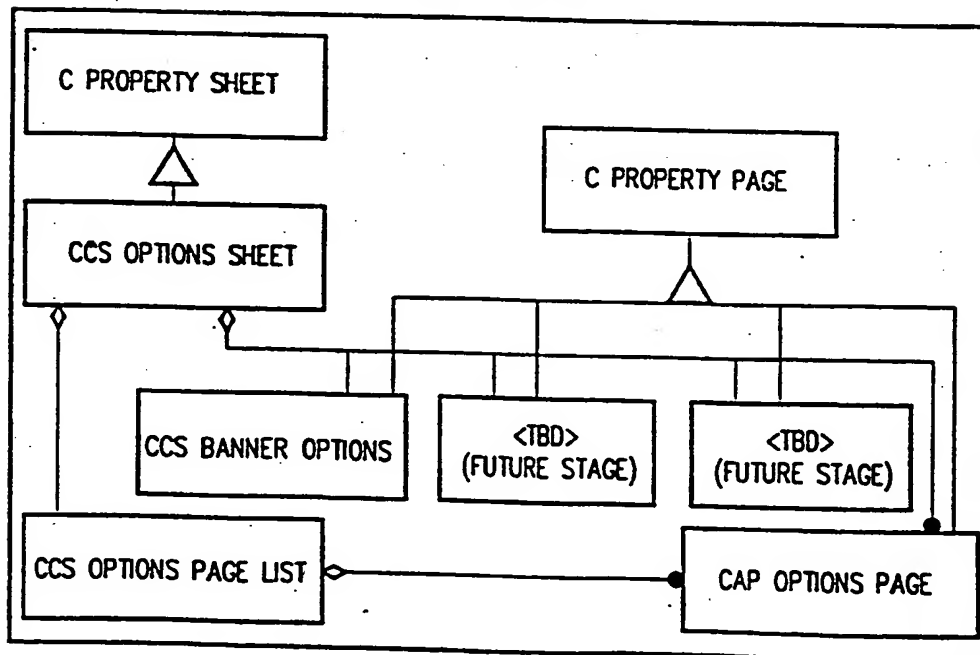 C PROPERTY SHEET
C PROPERTY PAGE
CCS OPTIONS SHEET
CCS BANNER OPTIONS
<TBD>
(FUTURE STAGE)
<TBD>
(FUTURE STAGE)
CCS OPTIONS PAGE LIST
CAP OPTIONS PAGE